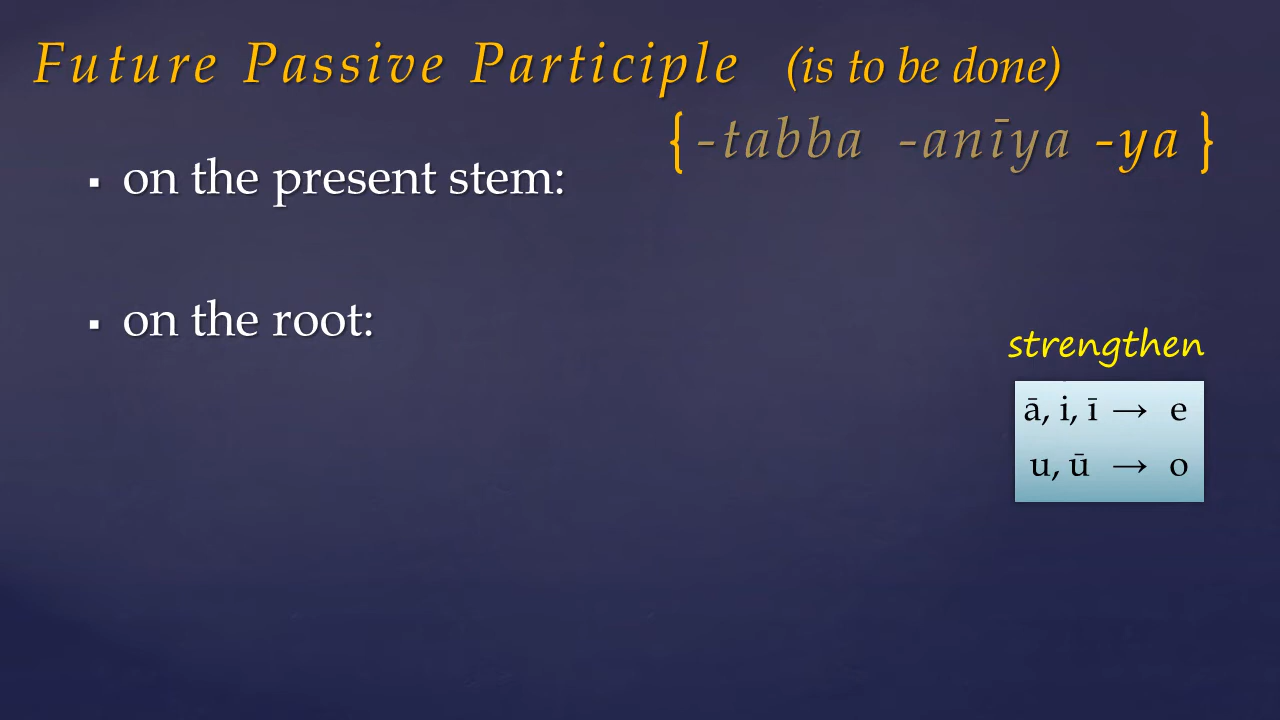 Future Passive Participle (is to be done)
{ -tabba -anīya -ya }
▪ on the present stem:
▪ on the root:
strengthen
ā, i, ī → e
u, ū → o